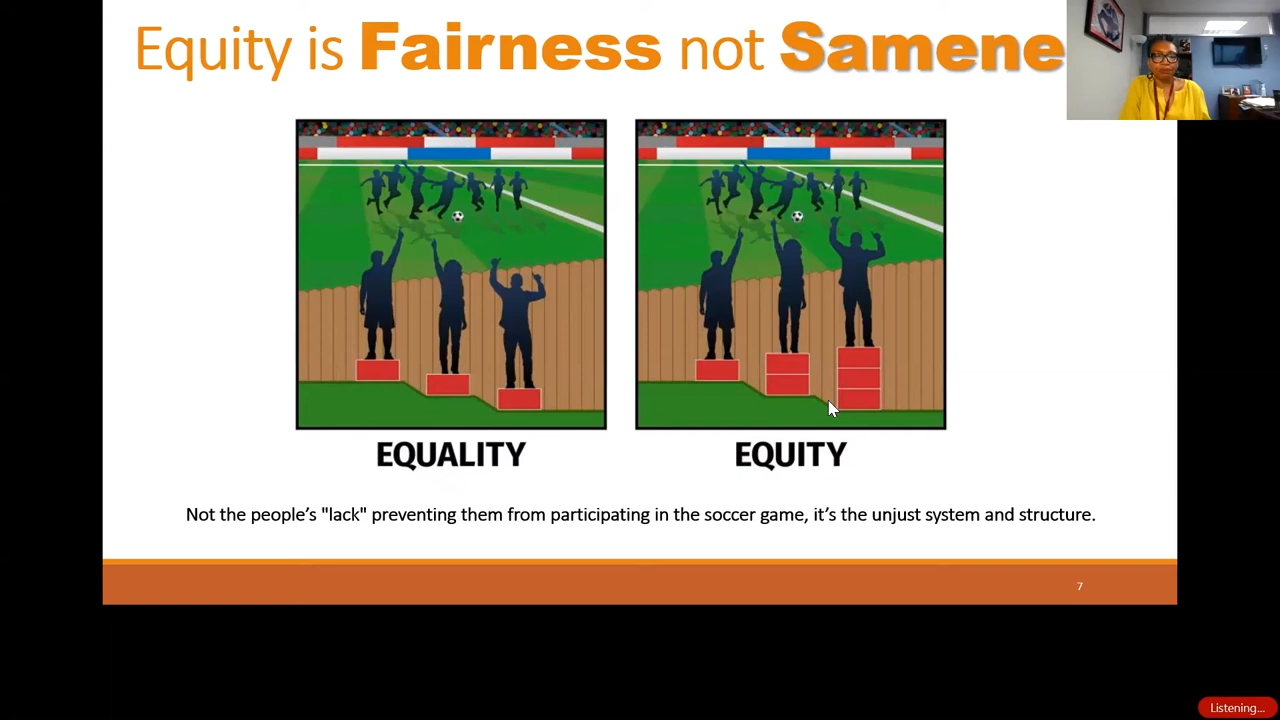 Equity is Fairness not Samene
EQUALITY
EQUITY
Not the people's "lack" preventing them from participating in the soccer game, it's the unjust system and structure.
7
Listening...